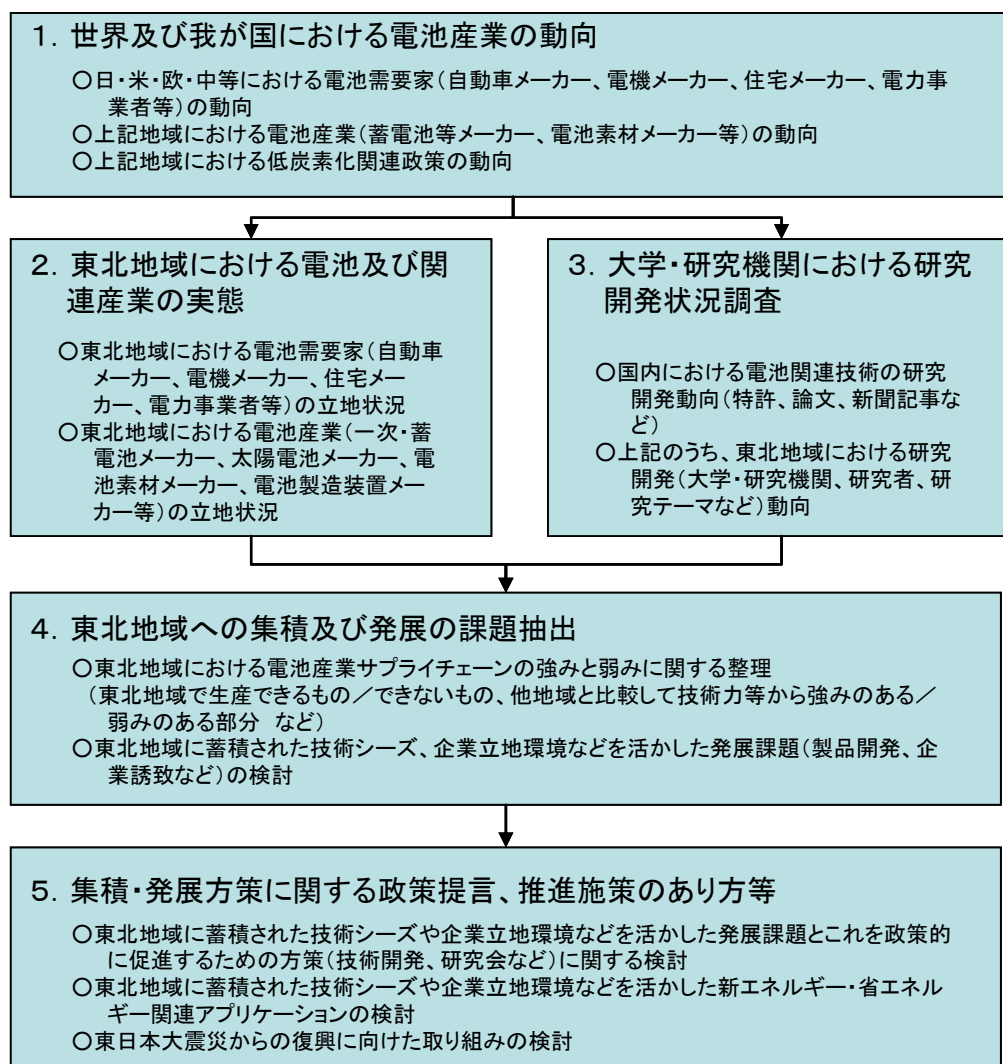 １．世界及び我が国における電池産業の動向
○日・米・欧・中等における電池需要家（自動車メーカー、電機メーカー、住宅メーカー、電力事
業者等）の動向
○上記地域における電池産業（蓄電池等メーカー、電池素材メーカー等）の動向
○上記地域における低炭素化関連政策の動向
２．東北地域における電池及び関
連産業の実態
○東北地域における電池需要家（自動車
メーカー、電機メーカー、住宅メー
カー、電力事業者等）の立地状況
○東北地域における電池産業（一次・蓄
電池メーカー、太陽電池メーカー、電
池素材メーカー、電池製造装置メー
カー等）の立地状況
３．大学・研究機関における研究
開発状況調査
○国内における電池関連技術の研究
開発動向（特許、論文、新聞記事な
ど）
○上記のうち、東北地域における研究
開発（大学・研究機関、研究者、研
究テーマなど）動向
４．東北地域への集積及び発展の課題抽出
○東北地域における電池産業サプライチェーンの強みと弱みに関する整理
（東北地域で生産できるもの／できないもの、他地域と比較して技術力等から強みのある／
弱みのある部分　など）
○東北地域に蓄積された技術シーズ、企業立地環境などを活かした発展課題（製品開発、企
業誘致など）の検討
５．集積・発展方策に関する政策提言、推進施策のあり方等
○東北地域に蓄積された技術シーズや企業立地環境などを活かした発展課題とこれを政策的
に促進するための方策（技術開発、研究会など）に関する検討
○東北地域に蓄積された技術シーズや企業立地環境などを活かした新エネルギー・省エネル
ギー関連アプリケーションの検討
○東日本大震災からの復興に向けた取り組みの検討